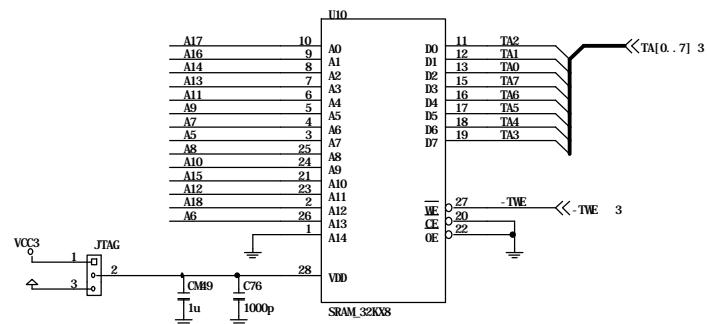 U10
A17 10 A0 D0 11 TA2
A16 9 A1 D1 12 TA1
A14 8 A2 D2 13 TA0
A13 7 A3 D3 15 TA7
A11 6 A4 D4 16 TA6
A9 5 A5 D5 17 TA5
A7 4 A6 D6 18 TA4
A5 3 A7 D7 19 TA3
TA[0..7] 3
A8 25 A8
A10 24 A9
A15 21 A10
A12 23 A11
A18 2 A12 WE 27 -TWE -TWE 3
A6 26 A13 CE 20
1 A14 OE 22
VCC3 JTAG
1
2 28 VDD
3
CM49 C76
1u 1000p
SRAM_32KX8